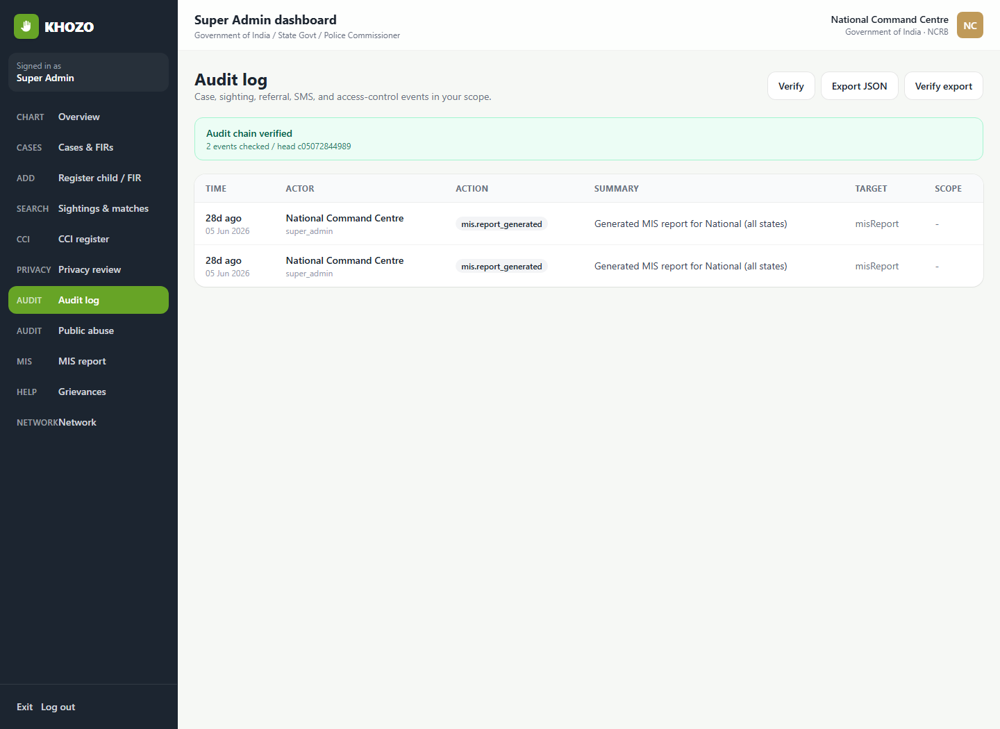 KHOZO
Signed in as
Super Admin
CHART Overview
CASES Cases & FIRs
ADD Register child / FIR
SEARCH Sightings & matches
CCI CCI register
PRIVACY Privacy review
AUDIT Audit log
AUDIT Public abuse
MIS MIS report
HELP Grievances
NETWORK Network
Exit Log out
Super Admin dashboard
Government of India / State Govt / Police Commissioner
National Command Centre
Government of India · NCRB
NC
Audit log
Case, sighting, referral, SMS, and access-control events in your scope.
Verify Export JSON Verify export
Audit chain verified
2 events checked / head c05072844989
TIME ACTOR ACTION SUMMARY TARGET SCOPE
28d ago National Command Centre mis.report_generated Generated MIS report for National (all states) misReport -
05 Jun 2026 super_admin
28d ago National Command Centre mis.report_generated Generated MIS report for National (all states) misReport -
05 Jun 2026 super_admin